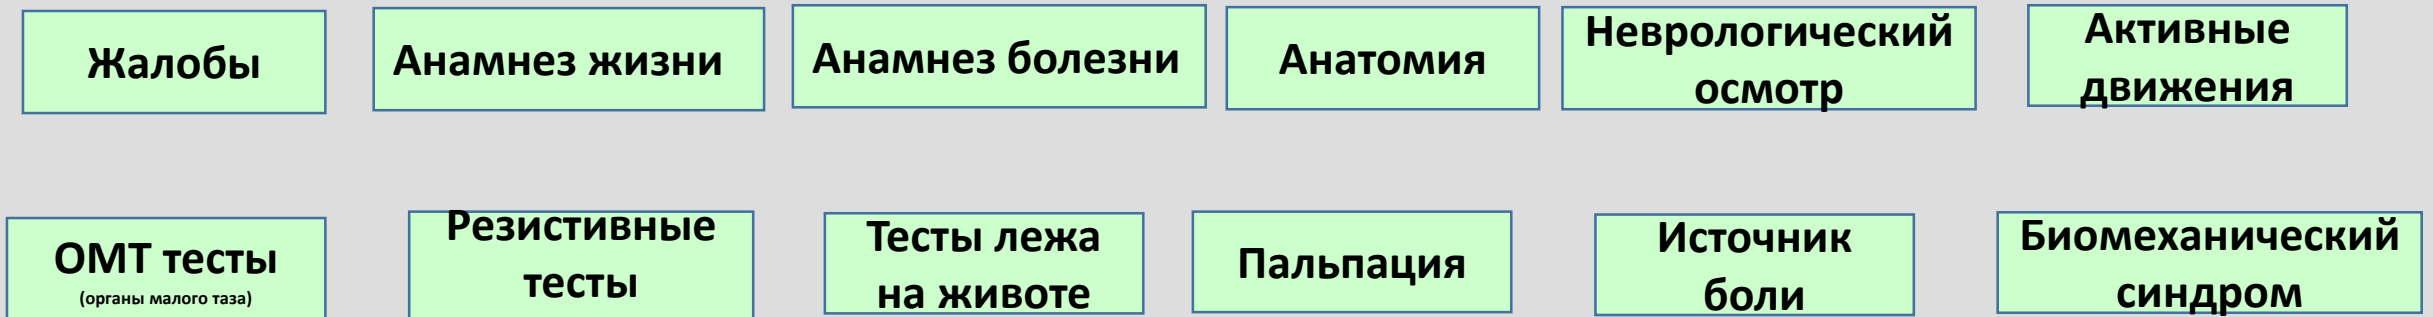 Жалобы
Анамнез жизни
Анамнез болезни
Анатомия
Неврологический
осмотр
Активные
движения
ОМТ тесты
(органы малого таза)
Резистивные
тесты
Тесты лежа
на животе
Пальпация
Источник
боли
Биомеханический
синдром